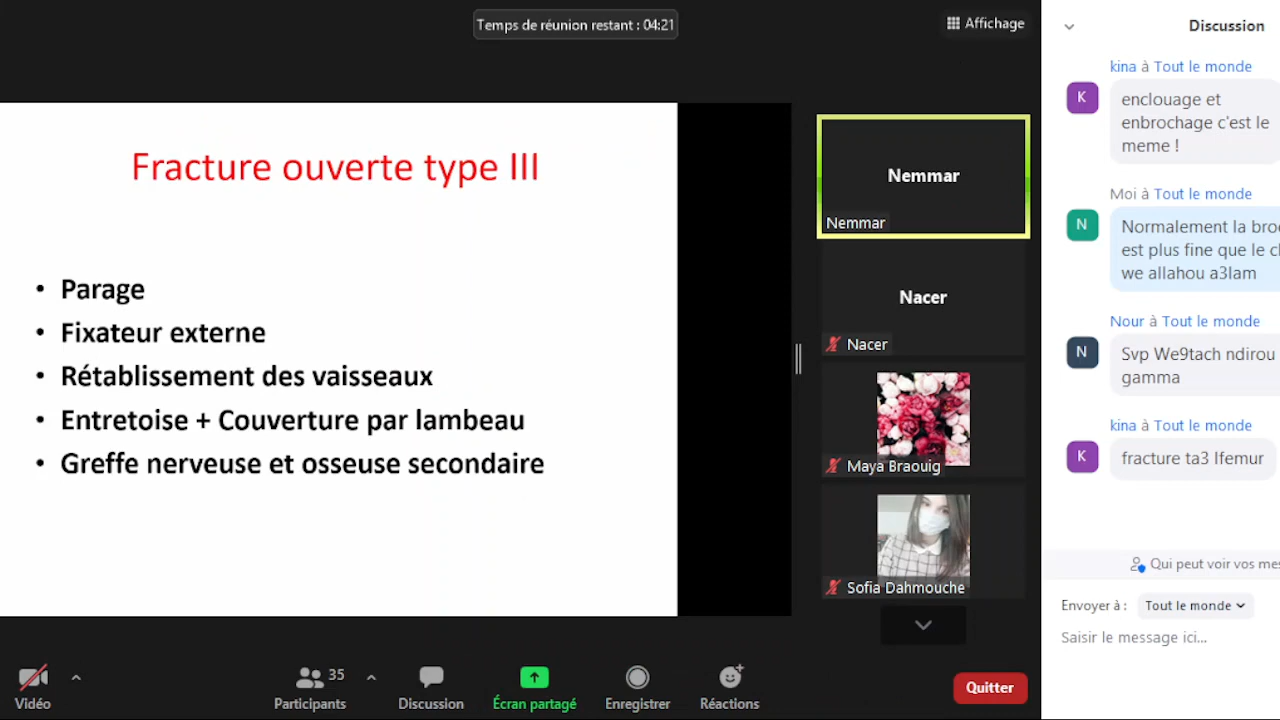 Temps de réunion restant : 04:21
Affichage
Fracture ouverte type III
• Parage
• Fixateur externe
• Rétablissement des vaisseaux
• Entretoise + Couverture par lambeau
• Greffe nerveuse et osseuse secondaire
Nemmar
Nemmar
Nacer
Nacer
Maya Braouig
Sofia Dahmouche
Discussion
kina à Tout le monde
K
enclouage et
enbrochage c'est le
meme !
Moi à Tout le monde
N
Normalement la bro
est plus fine que le
we allahou a3lam
Nour à Tout le monde
N
Svp We9tach ndirou
gamma
kina à Tout le monde
K
fracture ta3 lfemur
Qui peut voir vos
Envoyer à : Tout le monde
Saisir le message ici...
Vidéo
35
Participants
Discussion
Écran partagé
Enregistrer
Réactions
Quitter